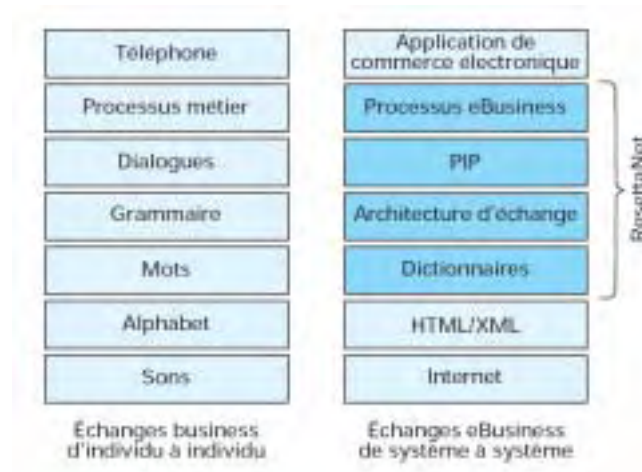 Téléphone
Processus métier
Dialogues
Grammaire
Mots
Alphabet
Sons
Échanges business
d'individu à individu
Application de
commerce électronique
Processus eBusiness
PIP
Architecture d'échange
Dictionnaires
HTML/XML
Internet
Echanges eBusiness
de système à système
RosettaNet